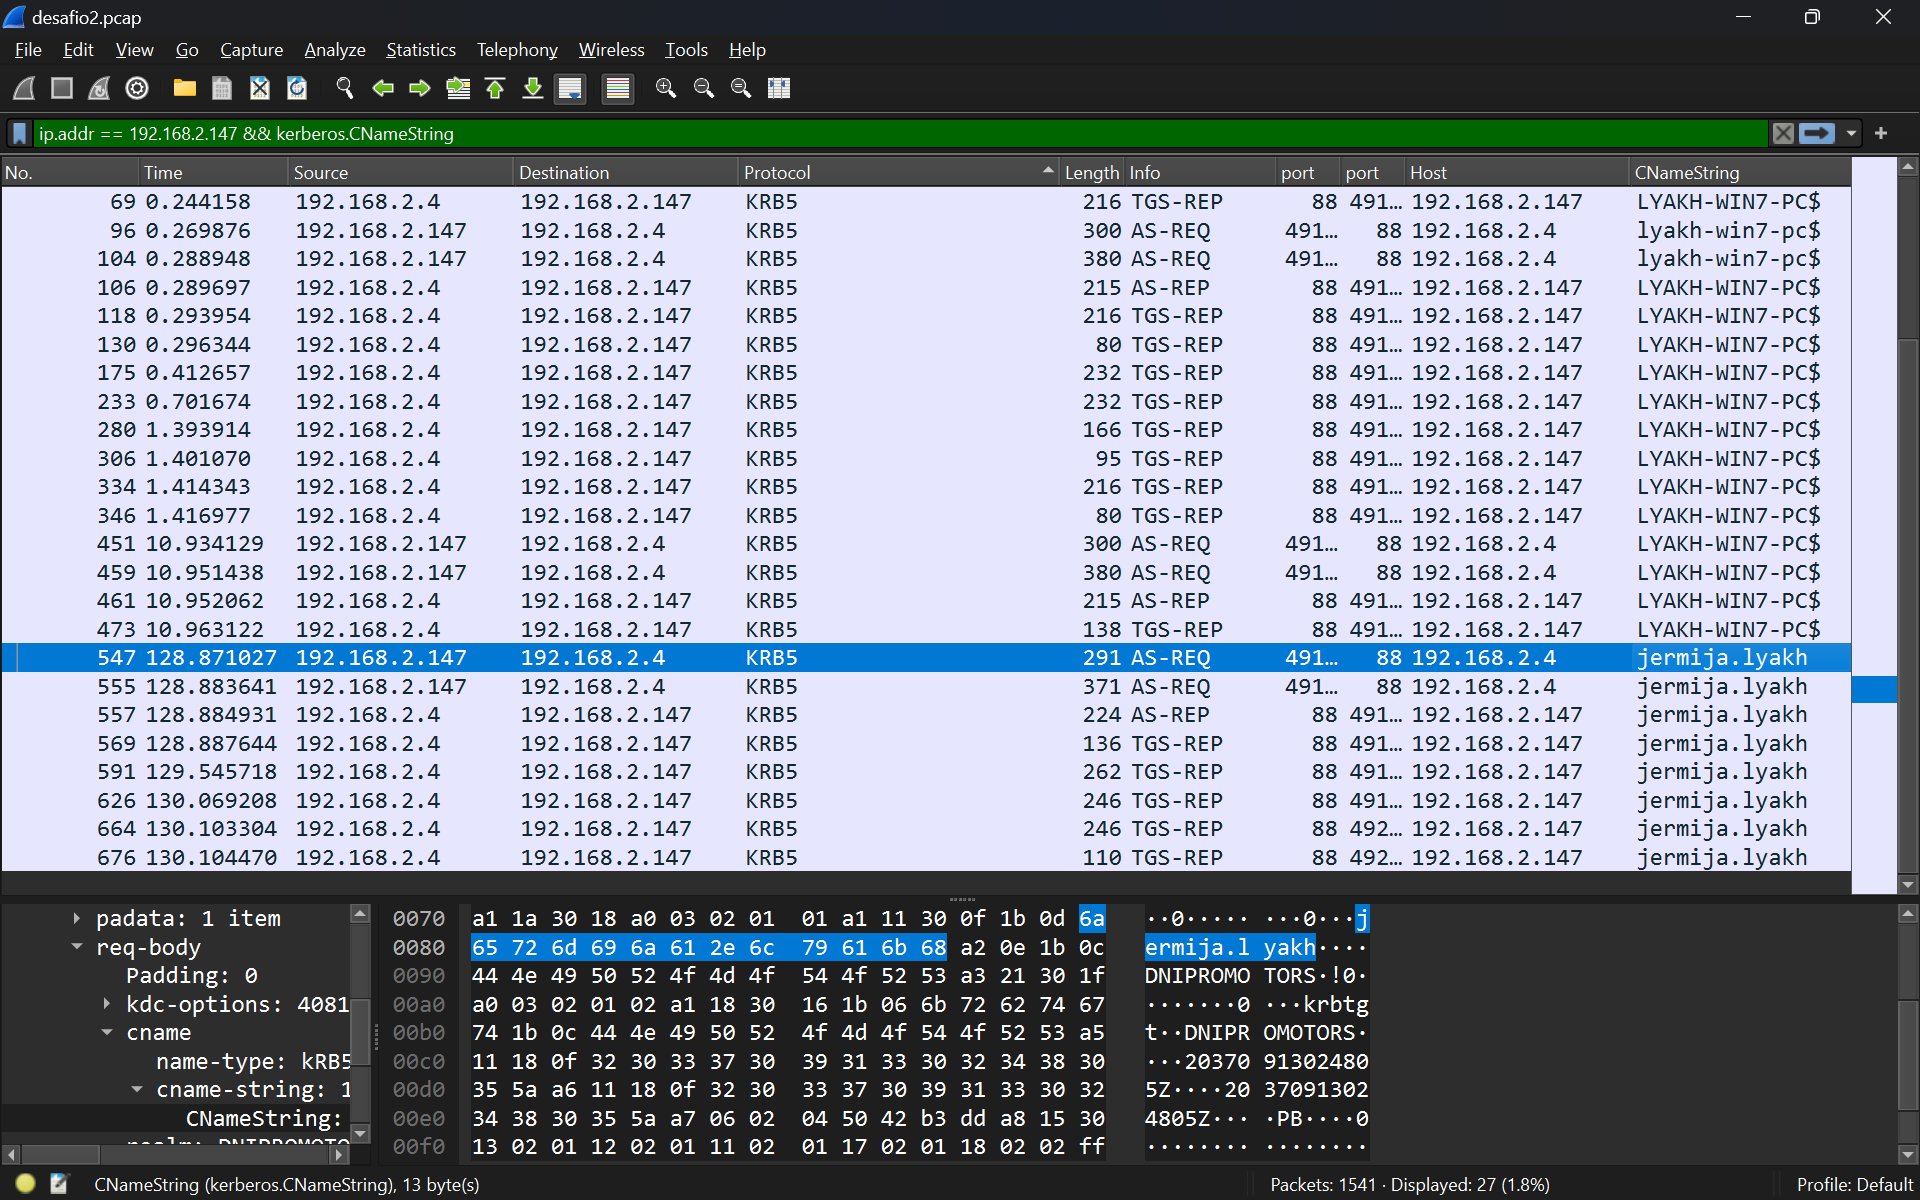 desafio2.pcap
File Edit View Go Capture Analyze Statistics Telephony Wireless Tools Help
ip.addr == 192.168.2.147 && kerberos.CNameString
No. Time Source Destination Protocol Length Info port port Host CNameString
69 0.244158 192.168.2.4 192.168.2.147 KRB5 216 TGS-REP 88 491… 192.168.2.147 LYAKH-WIN7-PC$
96 0.269876 192.168.2.147 192.168.2.4 KRB5 300 AS-REQ 491… 88 192.168.2.4 lyakh-win7-pc$
104 0.288948 192.168.2.147 192.168.2.4 KRB5 380 AS-REQ 491… 88 192.168.2.4 lyakh-win7-pc$
106 0.289697 192.168.2.4 192.168.2.147 KRB5 215 AS-REP 88 491… 192.168.2.147 LYAKH-WIN7-PC$
118 0.293954 192.168.2.4 192.168.2.147 KRB5 216 TGS-REP 88 491… 192.168.2.147 LYAKH-WIN7-PC$
130 0.296344 192.168.2.4 192.168.2.147 KRB5 80 TGS-REP 88 491… 192.168.2.147 LYAKH-WIN7-PC$
175 0.412657 192.168.2.4 192.168.2.147 KRB5 232 TGS-REP 88 491… 192.168.2.147 LYAKH-WIN7-PC$
233 0.701674 192.168.2.4 192.168.2.147 KRB5 232 TGS-REP 88 491… 192.168.2.147 LYAKH-WIN7-PC$
280 1.393914 192.168.2.4 192.168.2.147 KRB5 166 TGS-REP 88 491… 192.168.2.147 LYAKH-WIN7-PC$
306 1.401070 192.168.2.4 192.168.2.147 KRB5 95 TGS-REP 88 491… 192.168.2.147 LYAKH-WIN7-PC$
334 1.414343 192.168.2.4 192.168.2.147 KRB5 216 TGS-REP 88 491… 192.168.2.147 LYAKH-WIN7-PC$
346 1.416977 192.168.2.4 192.168.2.147 KRB5 80 TGS-REP 88 491… 192.168.2.147 LYAKH-WIN7-PC$
451 10.934129 192.168.2.147 192.168.2.4 KRB5 300 AS-REQ 491… 88 192.168.2.4 LYAKH-WIN7-PC$
459 10.951438 192.168.2.147 192.168.2.4 KRB5 380 AS-REQ 491… 88 192.168.2.4 LYAKH-WIN7-PC$
461 10.952062 192.168.2.4 192.168.2.147 KRB5 215 AS-REP 88 491… 192.168.2.147 LYAKH-WIN7-PC$
473 10.963122 192.168.2.4 192.168.2.147 KRB5 138 TGS-REP 88 491… 192.168.2.147 LYAKH-WIN7-PC$
547 128.871027 192.168.2.147 192.168.2.4 KRB5 291 AS-REQ 491… 88 192.168.2.4 jermija.lyakh
555 128.883641 192.168.2.147 192.168.2.4 KRB5 371 AS-REQ 491… 88 192.168.2.4 jermija.lyakh
557 128.884931 192.168.2.4 192.168.2.147 KRB5 224 AS-REP 88 491… 192.168.2.147 jermija.lyakh
569 128.887644 192.168.2.4 192.168.2.147 KRB5 136 TGS-REP 88 491… 192.168.2.147 jermija.lyakh
591 129.545718 192.168.2.4 192.168.2.147 KRB5 262 TGS-REP 88 491… 192.168.2.147 jermija.lyakh
626 130.069208 192.168.2.4 192.168.2.147 KRB5 246 TGS-REP 88 491… 192.168.2.147 jermija.lyakh
664 130.103304 192.168.2.4 192.168.2.147 KRB5 246 TGS-REP 88 492… 192.168.2.147 jermija.lyakh
676 130.104470 192.168.2.4 192.168.2.147 KRB5 110 TGS-REP 88 492… 192.168.2.147 jermija.lyakh
padata: 1 item
req-body
Padding: 0
kdc-options: 4081
cname
name-type: kRB5
cname-string: 1
CNameString:
0070 a1 1a 30 18 a0 03 02 01 01 a1 11 30 0f 1b 0d 6a ··0····· ···0···j
0080 65 72 6d 69 6a 61 2e 6c 79 61 6b 68 a2 0e 1b 0c ermija.l yakh····
0090 44 4e 49 50 52 4f 4d 4f 54 4f 52 53 a3 21 30 1f DNIPROMO TORS·!0·
00a0 a0 03 02 01 02 a1 18 30 16 1b 06 6b 72 62 74 67 ·······0 ···krbtg
00b0 74 1b 0c 44 4e 49 50 52 4f 4d 4f 54 4f 52 53 a5 t··DNIPR OMOTORS·
00c0 11 18 0f 32 30 33 37 30 39 31 33 30 32 34 38 30 ···20370 91302480
00d0 35 5a a6 11 18 0f 32 30 33 37 30 39 31 33 30 32 5Z····20 37091302
00e0 34 38 30 35 5a a7 06 02 04 50 42 b3 dd a8 15 30 4805Z··· ·PB····0
00f0 13 02 01 12 02 01 11 02 01 17 02 01 18 02 02 ff ········ ········
CNameString (kerberos.CNameString), 13 byte(s)
Packets: 1541 · Displayed: 27 (1.8%)
Profile: Default